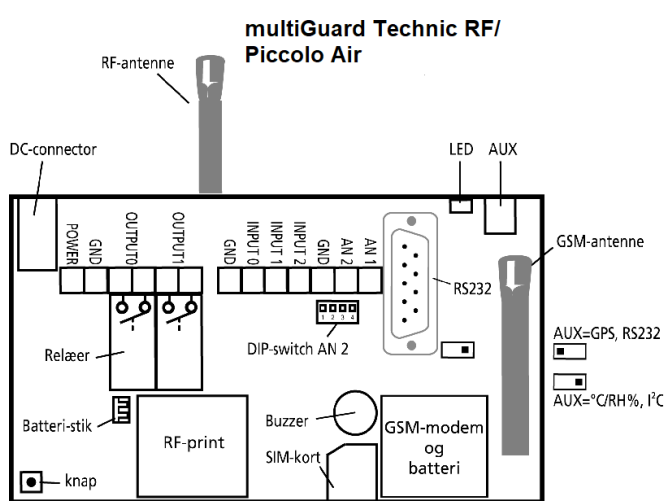 multiGuard Technic RF/
Piccolo Air
RF-antenne
DC-connector
LED
AUX
POWER
GND
OUTPUT0
OUTPUT1
GND
INPUT 0
INPUT 1
INPUT 2
GND
AN 2
AN 1
GSM-antenne
RS232
1 2 3 4
DIP-switch AN 2
Relæer
AUX=GPS, RS232
AUX=°C/RH%, I²C
Batteri-stik
RF-print
Buzzer
GSM-modem
og
batteri
SIM-kort
knap